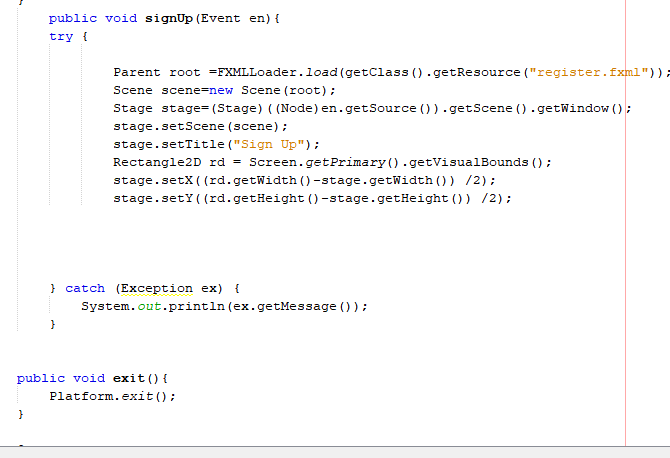 }
public void signUp(Event en){
try {
Parent root =FXMLLoader.load(getClass().getResource("register.fxml"));
Scene scene=new Scene(root);
Stage stage=(Stage)((Node)en.getSource()).getScene().getWindow();
stage.setScene(scene);
stage.setTitle("Sign Up");
Rectangle2D rd = Screen.getPrimary().getVisualBounds();
stage.setX((rd.getWidth()-stage.getWidth()) /2);
stage.setY((rd.getHeight()-stage.getHeight()) /2);
} catch (Exception ex) {
System.out.println(ex.getMessage());
}
public void exit(){
Platform.exit();
}